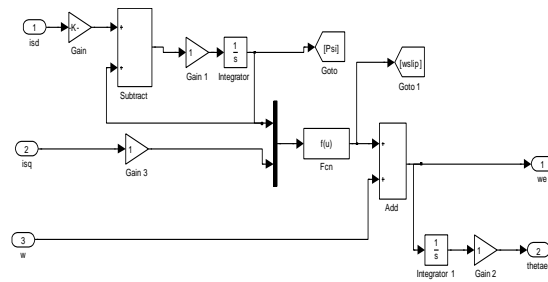 1
isd
-K-
Gain
+
+
Subtract
1
Gain 1
1
s
Integrator
[Psi]
Goto
[wslip]
Goto 1
2
isq
1
Gain 3
f(u)
Fcn
+
+
Add
1
we
3
w
1
s
Integrator 1
1
Gain 2
2
thetae